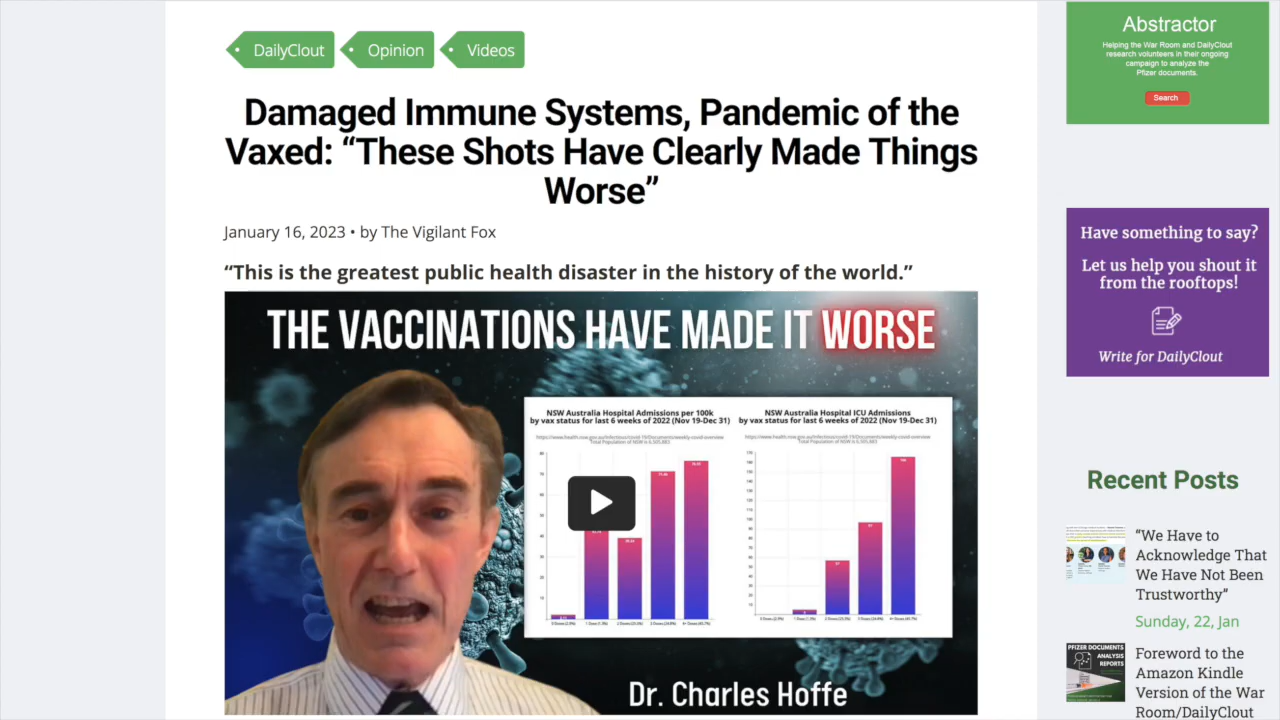 DailyClout
Opinion
Videos
Damaged Immune Systems, Pandemic of the
Vaxed: “These Shots Have Clearly Made Things
Worse”
January 16, 2023 • by The Vigilant Fox
“This is the greatest public health disaster in the history of the world.”
THE VACCINATIONS HAVE MADE IT WORSE
NSW Australia Hospital Admissions per 100k
by vax status for last 6 weeks of 2022 (Nov 19-Dec 31)
NSW Australia Hospital ICU Admissions
by vax status for last 6 weeks of 2022 (Nov 19-Dec 31)
Dr. Charles Hoffe
Abstractor
Helping the War Room and DailyClout
research volunteers in their ongoing
campaign to analyze the
Pfizer documents.
Search
Have something to say?
Let us help you shout it
from the rooftops!
Write for DailyClout
Recent Posts
“We Have to
Acknowledge That
We Have Not Been
Trustworthy”
Sunday, 22, Jan
PFIZER DOCUMENTS
ANALYSIS
REPORTS
Foreword to the
Amazon Kindle
Version of the War
Room/DailyClout